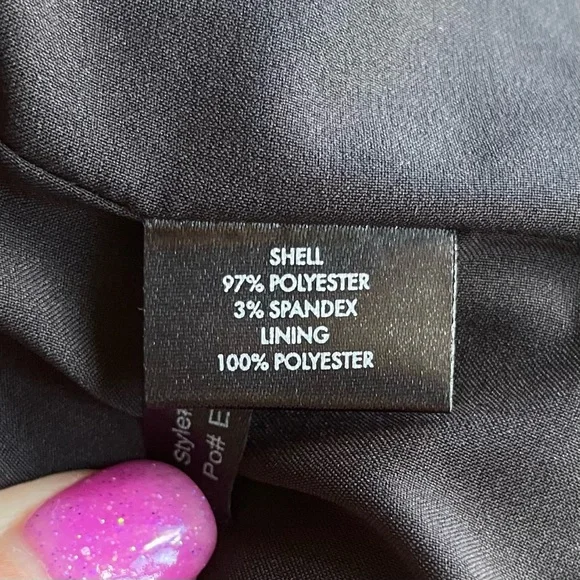 SHELL
97% POLYESTER
3% SPANDEX
LINING
100% POLYESTER
Style#
Po# E